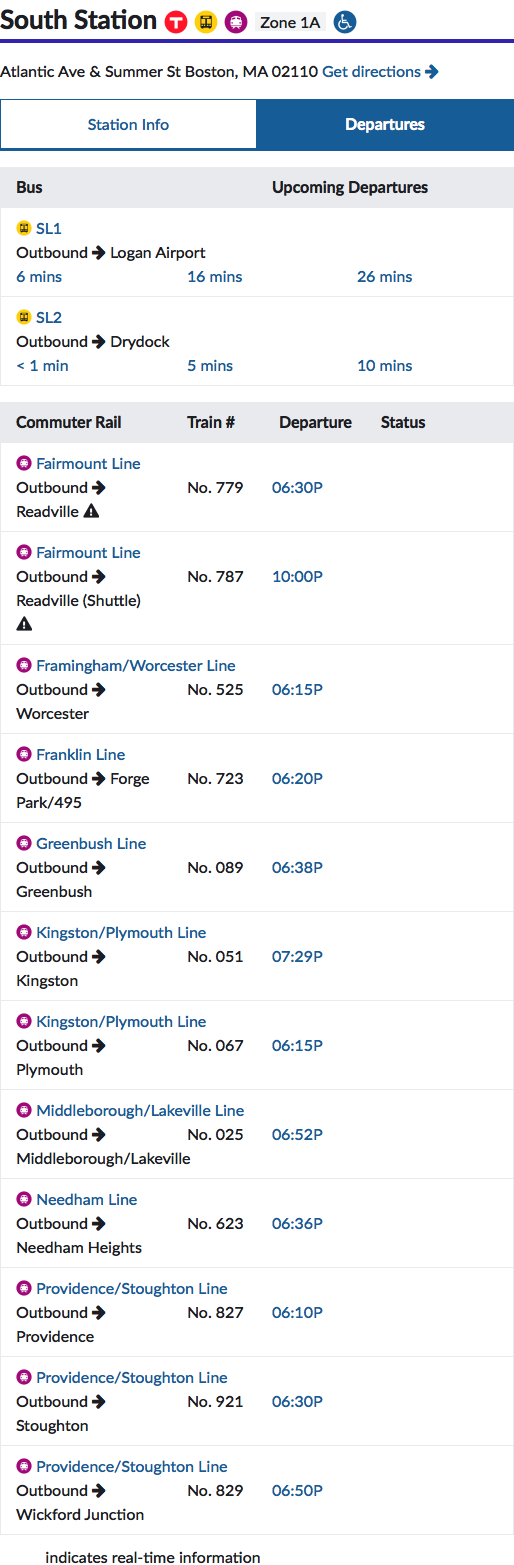 South Station T Zone 1A
Atlantic Ave & Summer St Boston, MA 02110 Get directions
Station Info Departures
Bus Upcoming Departures
SL1
Outbound Logan Airport
6 mins 16 mins 26 mins
SL2
Outbound Drydock
< 1 min 5 mins 10 mins
Commuter Rail Train # Departure Status
Fairmount Line
Outbound No. 779 06:30P
Readville
Fairmount Line
Outbound No. 787 10:00P
Readville (Shuttle)
Framingham/Worcester Line
Outbound No. 525 06:15P
Worcester
Franklin Line
Outbound Forge No. 723 06:20P
Park/495
Greenbush Line
Outbound No. 089 06:38P
Greenbush
Kingston/Plymouth Line
Outbound No. 051 07:29P
Kingston
Kingston/Plymouth Line
Outbound No. 067 06:15P
Plymouth
Middleborough/Lakeville Line
Outbound No. 025 06:52P
Middleborough/Lakeville
Needham Line
Outbound No. 623 06:36P
Needham Heights
Providence/Stoughton Line
Outbound No. 827 06:10P
Providence
Providence/Stoughton Line
Outbound No. 921 06:30P
Stoughton
Providence/Stoughton Line
Outbound No. 829 06:50P
Wickford Junction
indicates real-time information